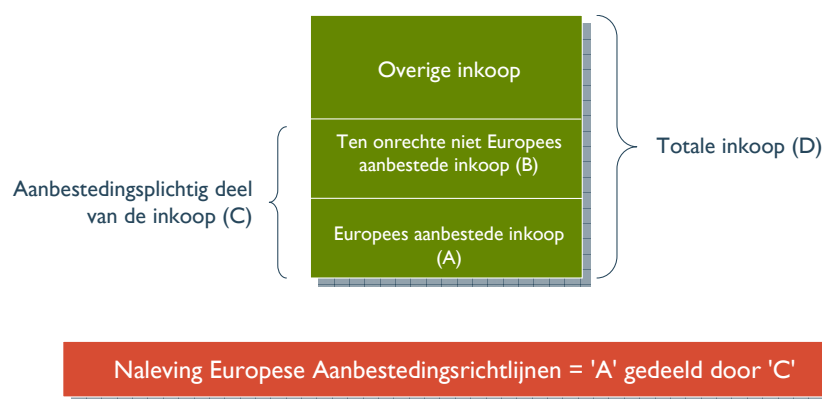 Overige inkoop
Ten onrechte niet Europees
aanbestede inkoop (B)
Totale inkoop (D)
Aanbestedingsplichtig deel
van de inkoop (C)
Europees aanbestede inkoop
(A)
Naleving Europese Aanbestedingsrichtlijnen = 'A' gedeeld door 'C'